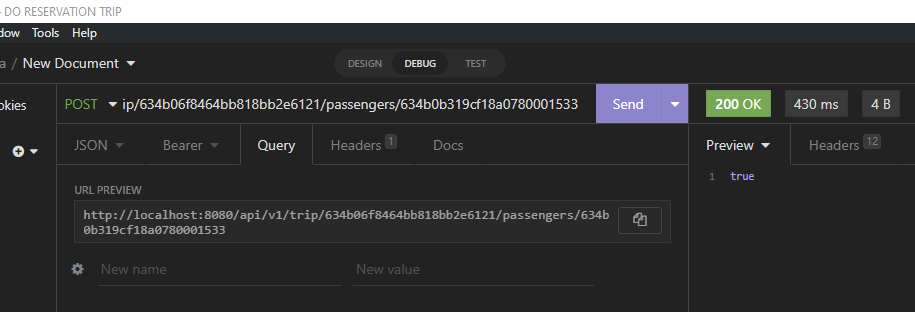 - DO RESERVATION TRIP
dow Tools Help
a / New Document
DESIGN DEBUG TEST
okies
POST ip/634b06f8464bb818bb2e6121/passengers/634b0b319cf18a0780001533 Send 200 OK 430 ms 4 B
JSON Bearer Query Headers 1 Docs Preview Headers 12
1 true
URL PREVIEW
http://localhost:8080/api/v1/trip/634b06f8464bb818bb2e6121/passengers/634b
0b319cf18a0780001533
New name New value